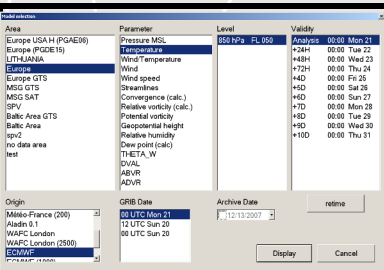 Model selection
Area
Europe USA H (PGAE06)
Europe (PGDE15)
LITHUANIA
Europe
Europe GTS
MSG GTS
MSG SAT
SPV
Baltic Area GTS
Baltic Area
spv2
no data area
test
Parameter
Pressure MSL
Temperature
Wind/Temperature
Wind
Wind speed
Streamlines
Convergence (calc.)
Relative vorticity (calc.)
Potential vorticity
Geopotential height
Relative humidity
Dew point (calc)
THETA_W
DVAL
ABVR
ADVR
Level
850 hPa FL 050
Validity
Analysis 00:00 Mon 21
+24H 00:00 Tue 22
+48H 00:00 Wed 23
+72H 00:00 Thu 24
+4D 00:00 Fri 25
+5D 00:00 Sat 26
+6D 00:00 Sun 27
+7D 00:00 Mon 28
+8D 00:00 Tue 29
+9D 00:00 Wed 30
+10D 00:00 Thu 31
Origin
Météo-France (200)
Aladin 0.1
WAFC London
WAFC London (2500)
ECMWF
GRIB Date
00 UTC Mon 21
12 UTC Sun 20
00 UTC Sun 20
Archive Date
12/13/2007
retime
Display
Cancel